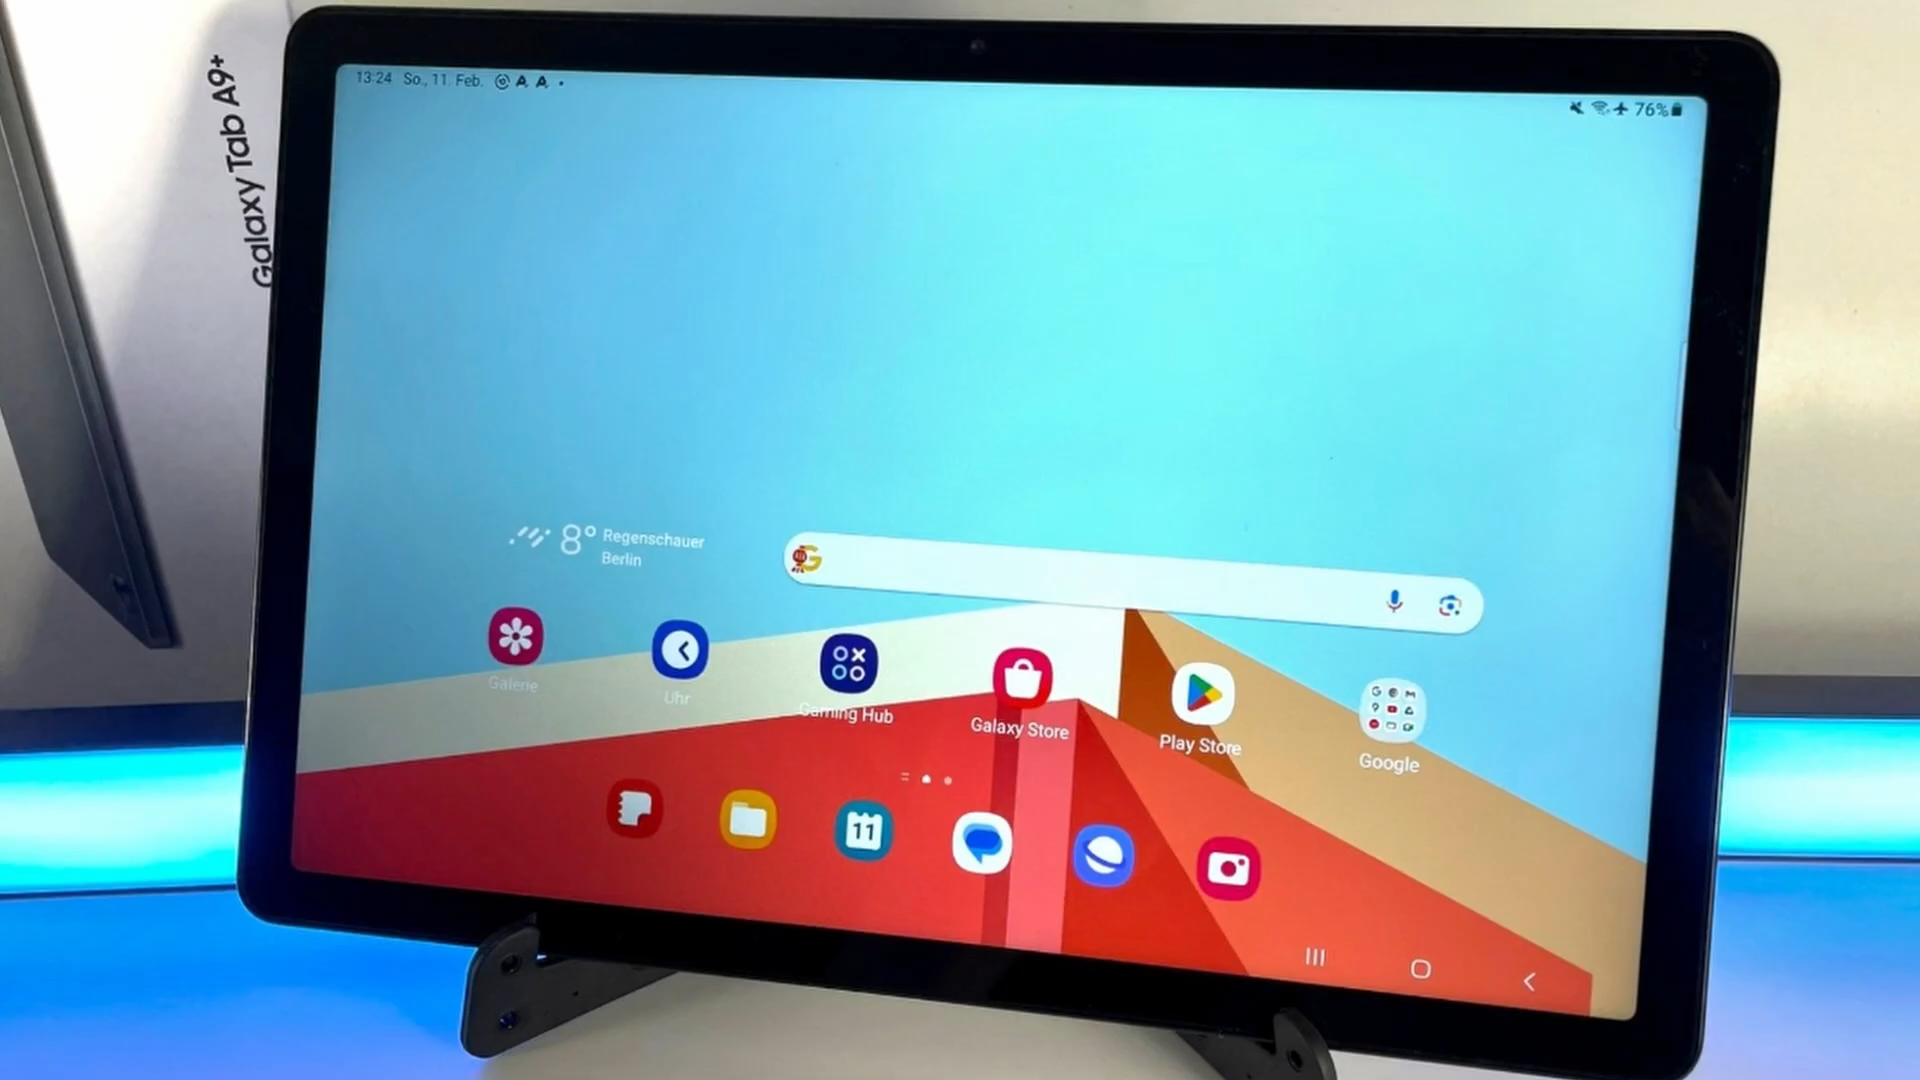 Galaxy Tab A9+
13:24 So., 11. Feb.
76%
8° Regenschauer
Berlin
Galerie
Uhr
Gaming Hub
Galaxy Store
Play Store
Google
11